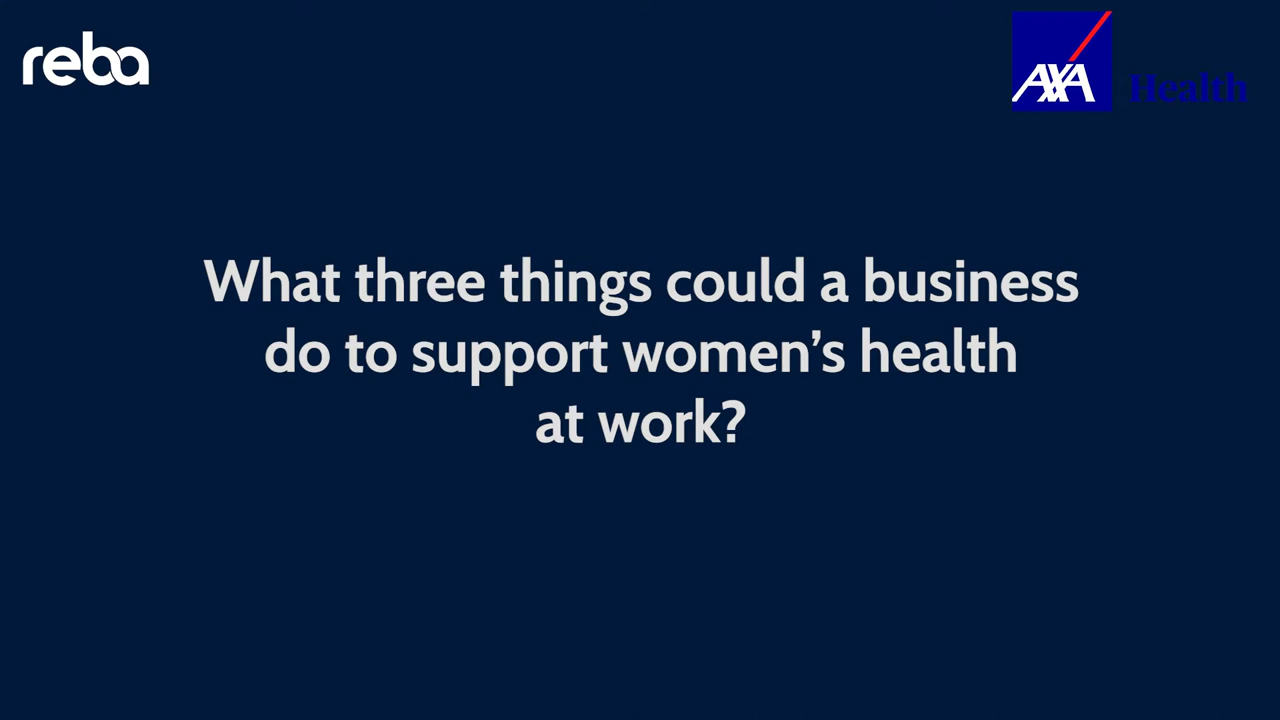 reba
AXA Health
What three things could a business
do to support women’s health
at work?